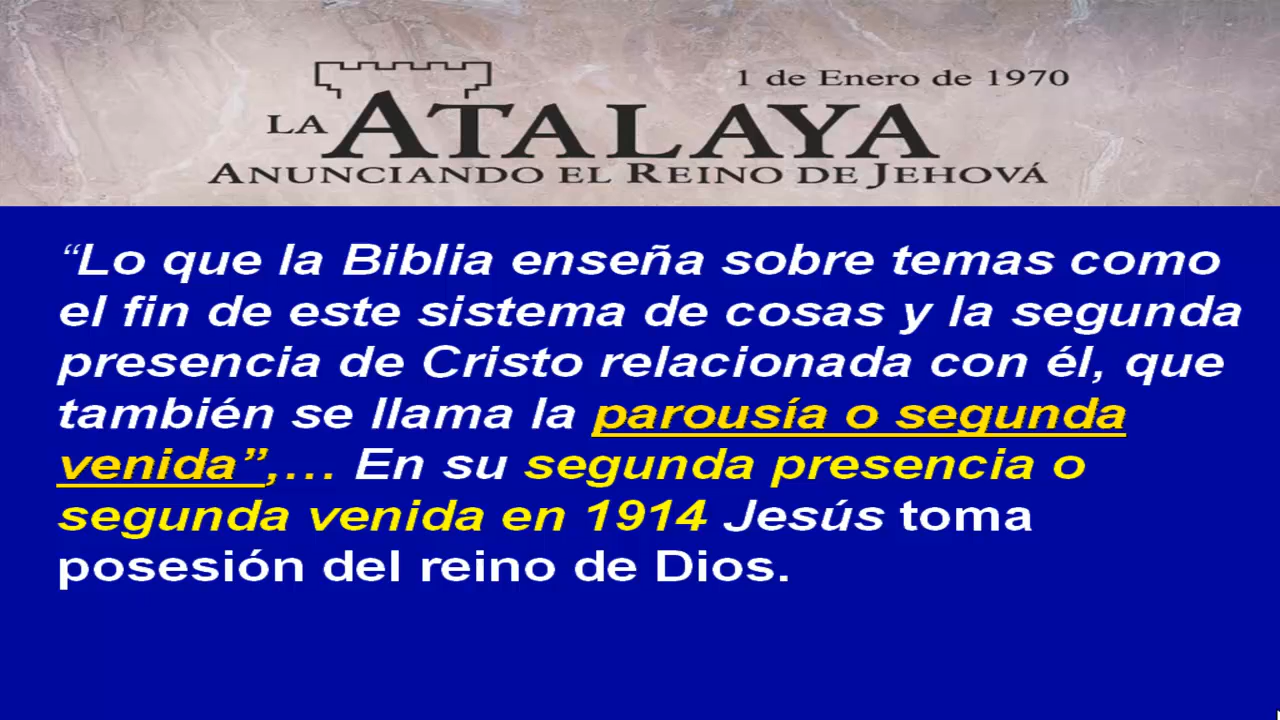 1 de Enero de 1970
LA ATALAYA
ANUNCIANDO EL REINO DE JEHOVÁ
“Lo que la Biblia enseña sobre temas como
el fin de este sistema de cosas y la segunda
presencia de Cristo relacionada con él, que
también se llama la parousía o segunda
venida”,... En su segunda presencia o
segunda venida en 1914 Jesús toma
posesión del reino de Dios.